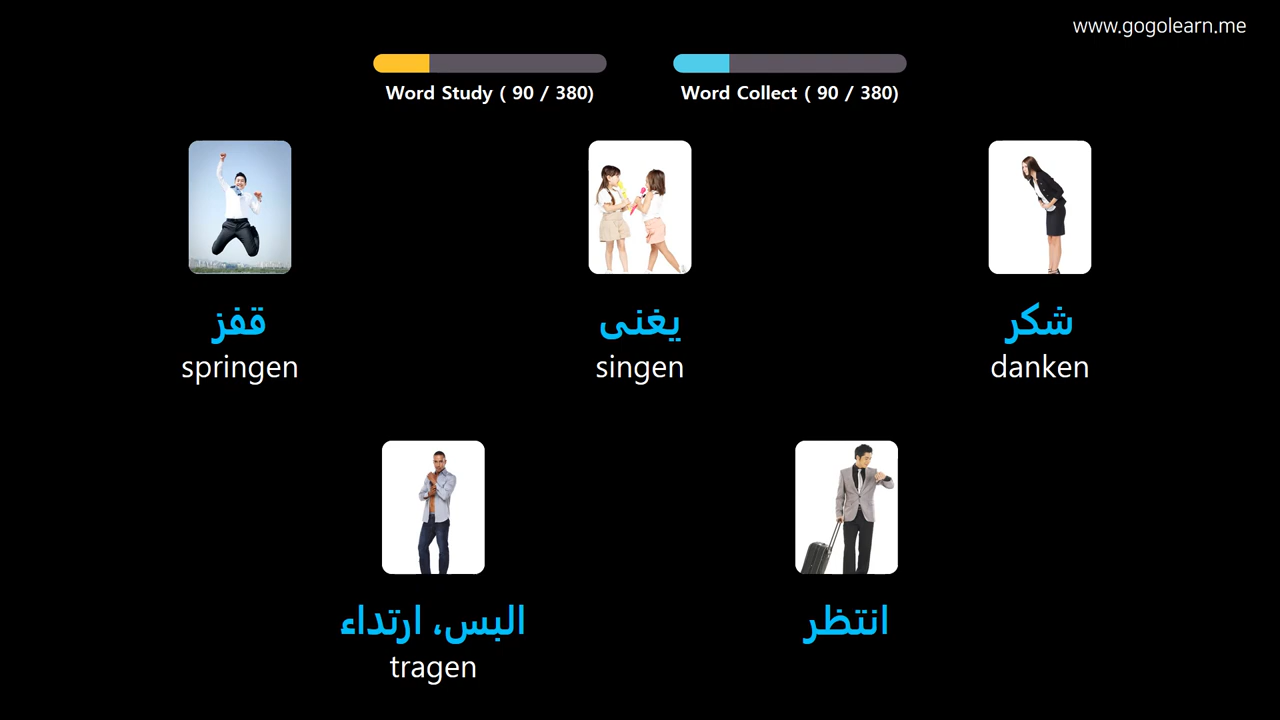 www.gogolearn.me
Word Study ( 90 / 380)
Word Collect ( 90 / 380)
قفز
springen
يغنى
singen
شكر
danken
البس، ارتداء
tragen
انتظر